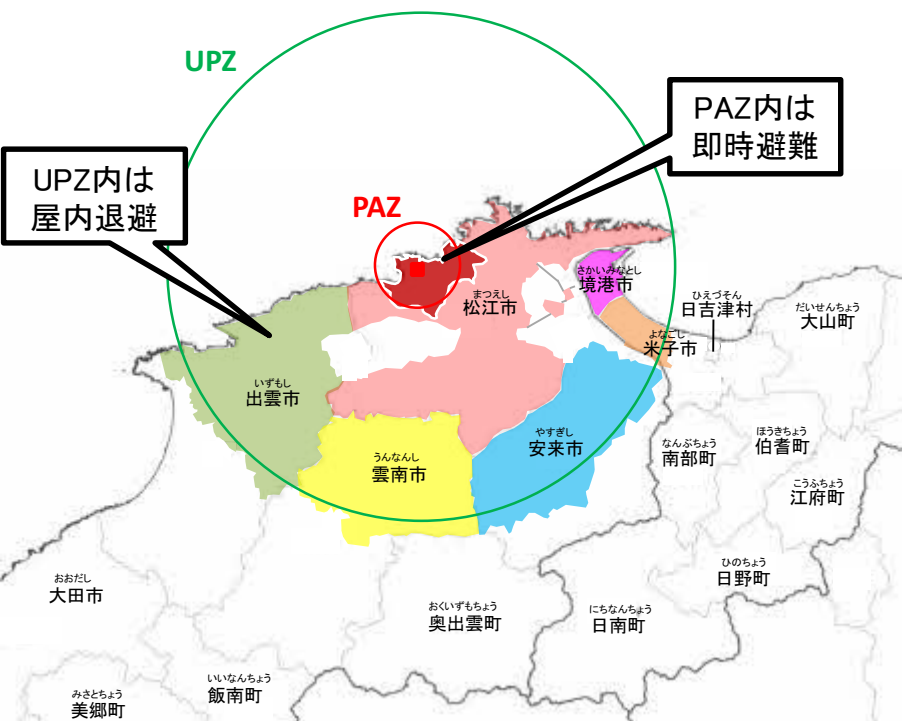 UPZ
PAZ内は
即時避難
UPZ内は
屋内退避
PAZ
さかいみなとし
境港市
ひえづそん
日吉津村
だいせんちょう
大山町
まつえし
松江市
よなごし
米子市
いずもし
出雲市
やすぎし
安来市
うんなんし
雲南市
なんぶちょう
南部町
ほうきちょう
伯耆町
こうふちょう
江府町
ひのちょう
日野町
おおだし
大田市
おくいずもちょう
奥出雲町
にちなんちょう
日南町
いいなんちょう
飯南町
みさとちょう
美郷町